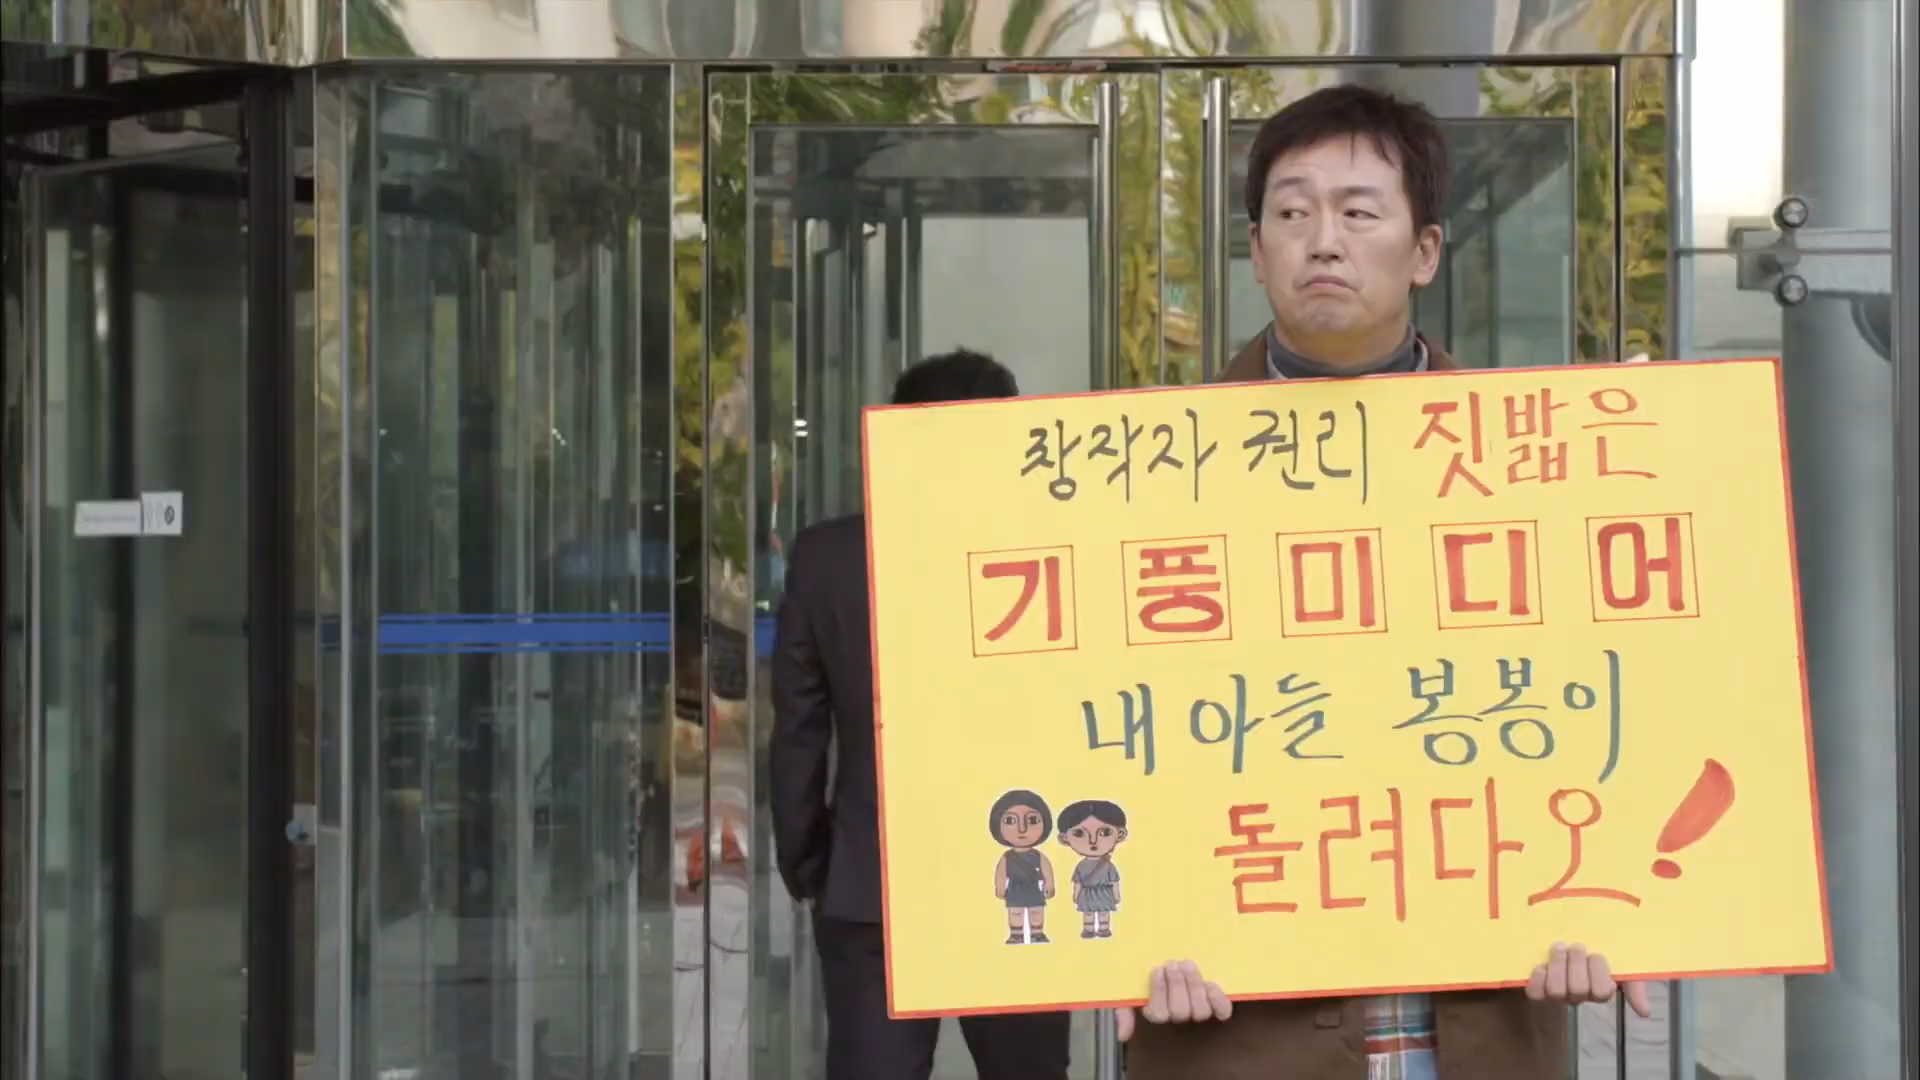 창작자 권리 짓밟은
기풍미디어
내 아들 봉봉이
돌려다오!